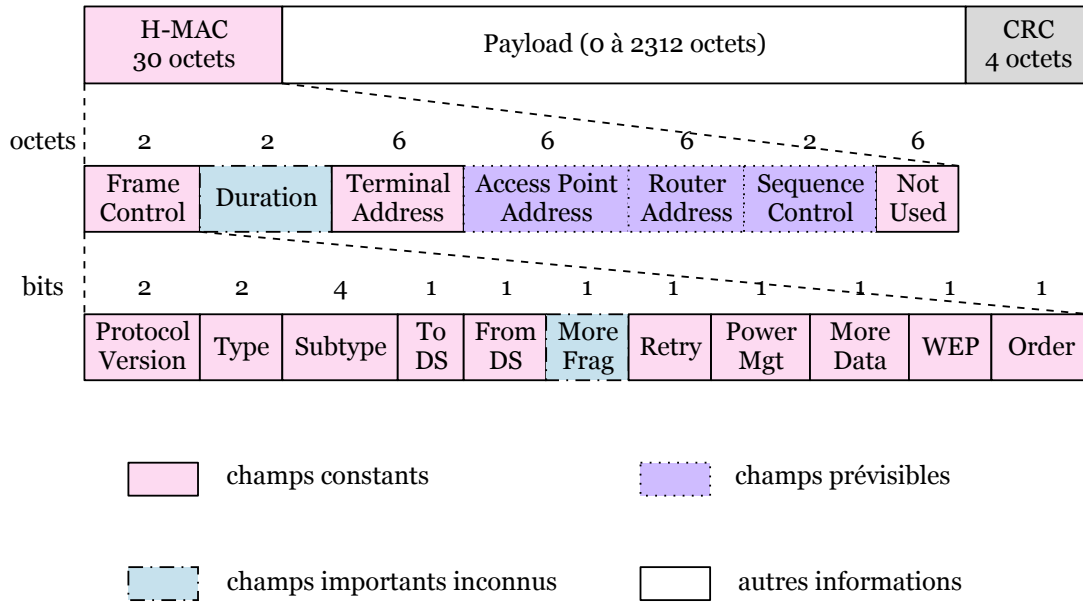 H-MAC
30 octets
Payload (0 à 2312 octets)
CRC
4 octets
octets 2 2 6 6 6 2 6
Frame
Control
Duration
Terminal
Address
Access Point
Address
Router
Address
Sequence
Control
Not
Used
bits 2 2 4 1 1 1 1 1 1 1 1
Protocol
Version
Type
Subtype
To
DS
From
DS
More
Frag
Retry
Power
Mgt
More
Data
WEP
Order
champs constants
champs prévisibles
champs importants inconnus
autres informations